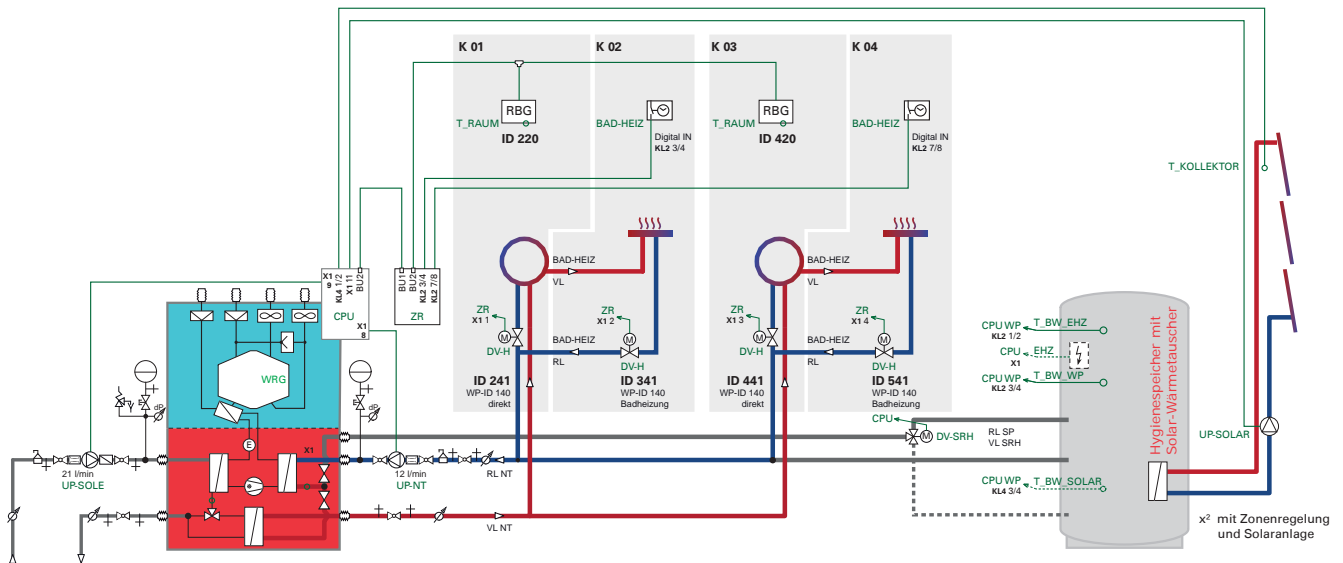 K 01
K 02
K 03
K 04
RBG
T_RAUM
ID 220
BAD-HEIZ
Digital IN
KL2 3/4
RBG
T_RAUM
ID 420
BAD-HEIZ
Digital IN
KL2 7/8
T_KOLLEKTOR
X1
9
KL4 1/2
X1 11
BU2
CPU
X1
8
BU1
BU2
KL2 3/4
KL2 7/8
ZR
BAD-HEIZ
VL
BAD-HEIZ
VL
ZR
X1 1
M
DV-H
ZR
X1 2
M
DV-H
BAD-HEIZ
RL
ZR
X1 3
M
DV-H
ZR
X1 4
M
DV-H
BAD-HEIZ
RL
ID 241
WP-ID 140
direkt
ID 341
WP-ID 140
Badheizung
ID 441
WP-ID 140
direkt
ID 541
WP-ID 140
Badheizung
WRG
dP
dP
E
X1
21 l/min
UP-SOLE
12 l/min
UP-NT
RL NT
VL NT
CPU
M
DV-SRH
RL SP
VL SRH
CPU WP
KL2 1/2
T_BW_EHZ
CPU
X1
EHZ
CPU WP
KL2 3/4
T_BW_WP
CPU WP
KL4 3/4
T_BW_SOLAR
Hygienespeicher mit
Solar-Wärmetauscher
UP-SOLAR
x² mit Zonenregelung
und Solaranlage